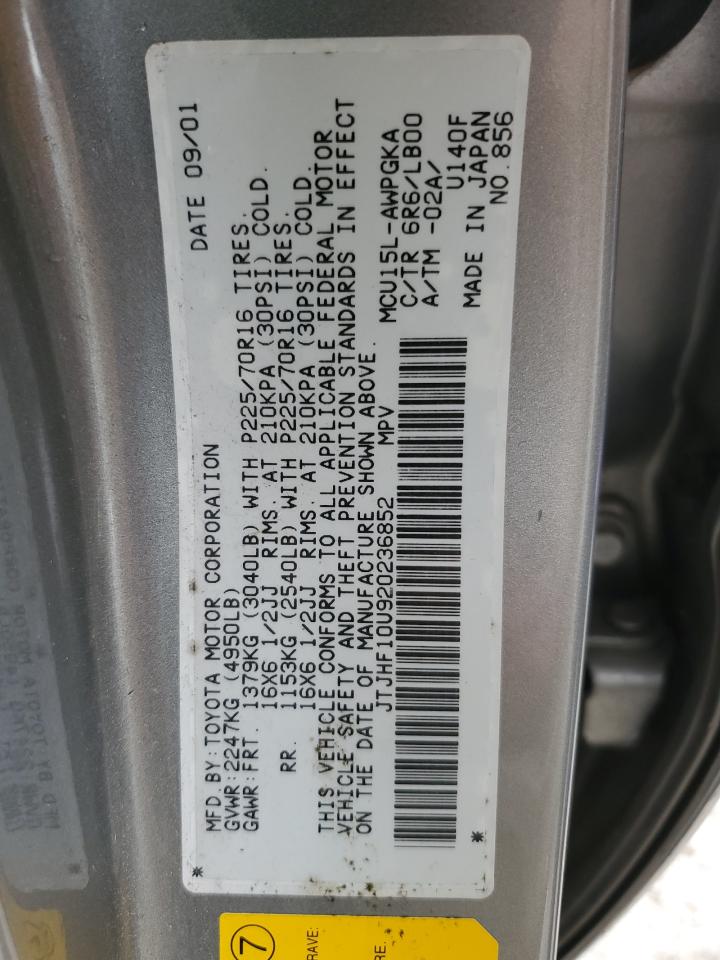 MFD. BY: TOYOTA MOTOR CORPORATION DATE 09/01
GVWR: 2247KG (4950LB)
GAWR: FRT. 1379KG (3040LB) WITH P225/70R16 TIRES.
16X6 1/2JJ RIMS. AT 210KPA (30PSI) COLD.
RR. 1153KG (2540LB) WITH P225/70R16 TIRES.
16X6 1/2JJ RIMS. AT 210KPA (30PSI) COLD.
THIS VEHICLE CONFORMS TO ALL APPLICABLE FEDERAL MOTOR
VEHICLE SAFETY AND THEFT PREVENTION STANDARDS IN EFFECT
ON THE DATE OF MANUFACTURE SHOWN ABOVE.
JTJHF10U920236852 MPV
MCU15L-AWPGKA
C/TR 6R6/LB00
A/TM -02A/
U140F
MADE IN JAPAN
* * NO. 856
7
RAVE:
RE.